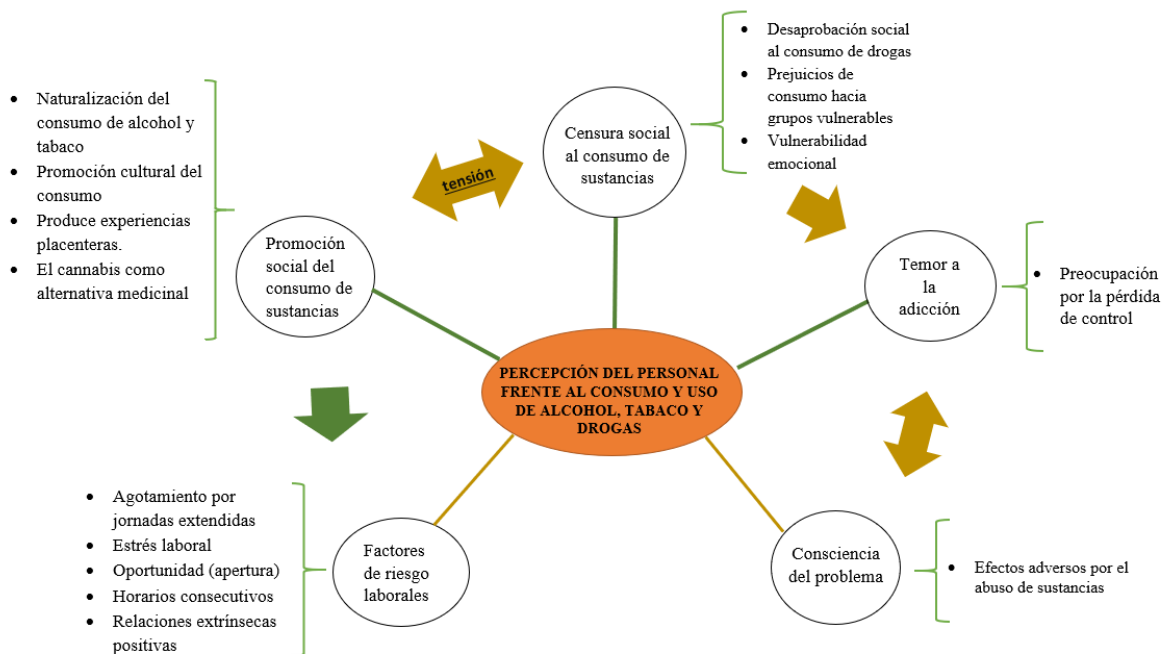 • Desaprobación social
al consumo de drogas
• Prejuicios de
consumo hacia
grupos vulnerables
• Vulnerabilidad
emocional
Censura social
al consumo de
sustancias
tensión
• Naturalización del
consumo de alcohol y
tabaco
• Promoción cultural del
consumo
• Produce experiencias
placenteras.
• El cannabis como
alternativa medicinal
Promoción
social del
consumo de
sustancias
Temor a
la
adicción
• Preocupación
por la pérdida
de control
PERCEPCIÓN DEL PERSONAL
FRENTE AL CONSUMO Y USO
DE ALCOHOL, TABACO Y
DROGAS
• Agotamiento por
jornadas extendidas
• Estrés laboral
• Oportunidad (apertura)
• Horarios consecutivos
• Relaciones extrínsecas
positivas
Factores
de riesgo
laborales
Consciencia
del problema
• Efectos adversos por el
abuso de sustancias